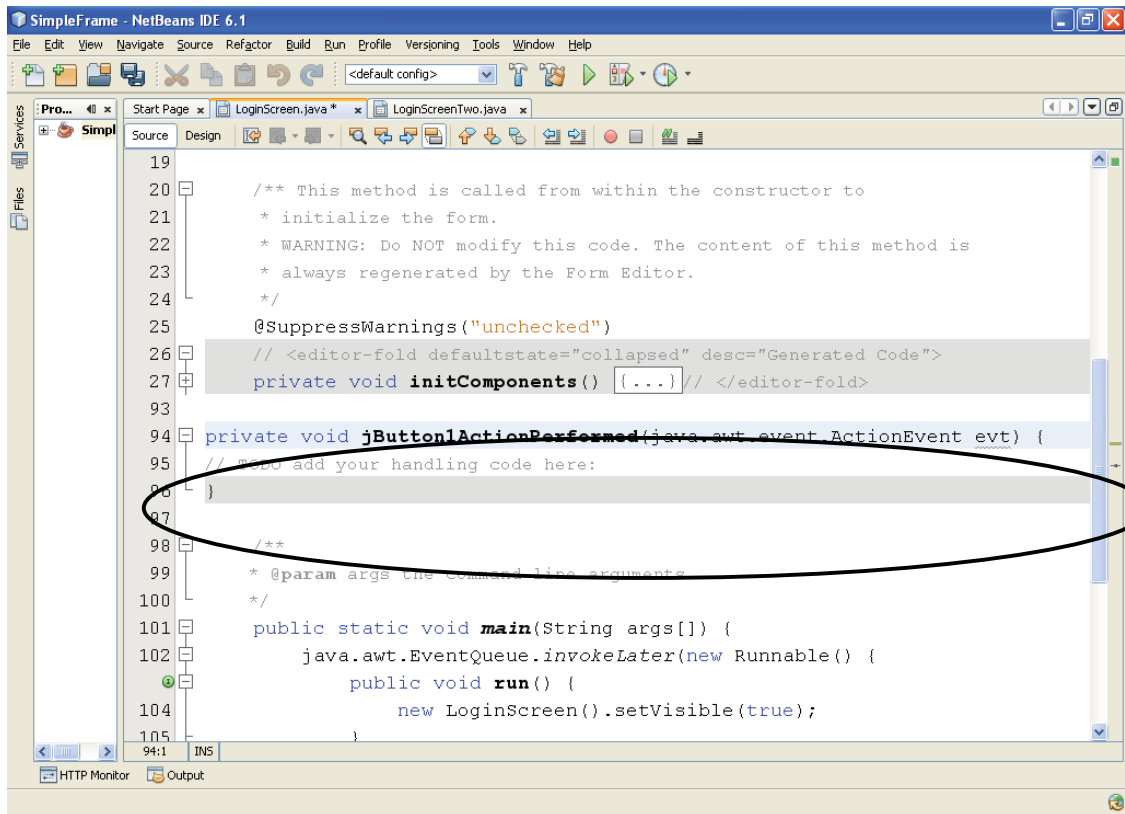 SimpleFrame - NetBeans IDE 6.1
File Edit View Navigate Source Refactor Build Run Profile Versioning Tools Window Help
<default config>
Services
Files
Pro...
Simpl
Start Page x LoginScreen.java * x LoginScreenTwo.java x
Source Design
19
20 /** This method is called from within the constructor to
21 * initialize the form.
22 * WARNING: Do NOT modify this code. The content of this method is
23 * always regenerated by the Form Editor.
24 */
25 @SuppressWarnings("unchecked")
26 // <editor-fold defaultstate="collapsed" desc="Generated Code">
27 private void initComponents() {...}// </editor-fold>
93
94 private void jButton1ActionPerformed(java.awt.event.ActionEvent evt) {
95 // TODO add your handling code here:
96 }
97
98 /**
99 * @param args the command line arguments
100 */
101 public static void main(String args[]) {
102 java.awt.EventQueue.invokeLater(new Runnable() {
public void run() {
104 new LoginScreen().setVisible(true);
105 }
94:1 INS
HTTP Monitor Output